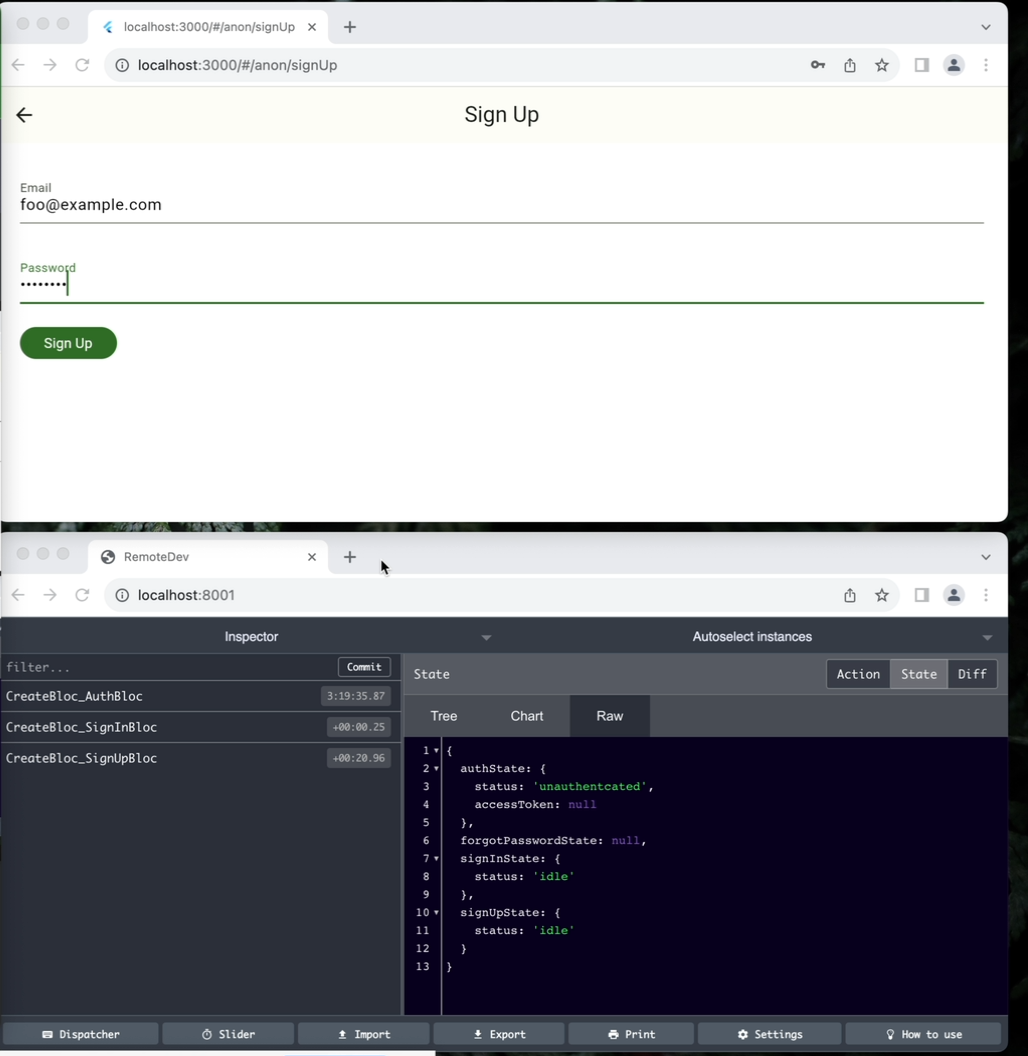 localhost:3000/#/anon/signUp
localhost:3000/#/anon/signUp
Sign Up
Email
foo@example.com
Password
••••••••
Sign Up
RemoteDev
localhost:8001
Inspector
Autoselect instances
filter...
Commit
State
Action
State
Diff
CreateBloc_AuthBloc 3:19:35.87
CreateBloc_SignInBloc +00:00.25
CreateBloc_SignUpBloc +00:20.96
Tree
Chart
Raw
1 {
2 authState: {
3 status: 'unauthentcated',
4 accessToken: null
5 },
6 forgotPasswordState: null,
7 signInState: {
8 status: 'idle'
9 },
10 signUpState: {
11 status: 'idle'
12 }
13 }
Dispatcher
Slider
Import
Export
Print
Settings
How to use